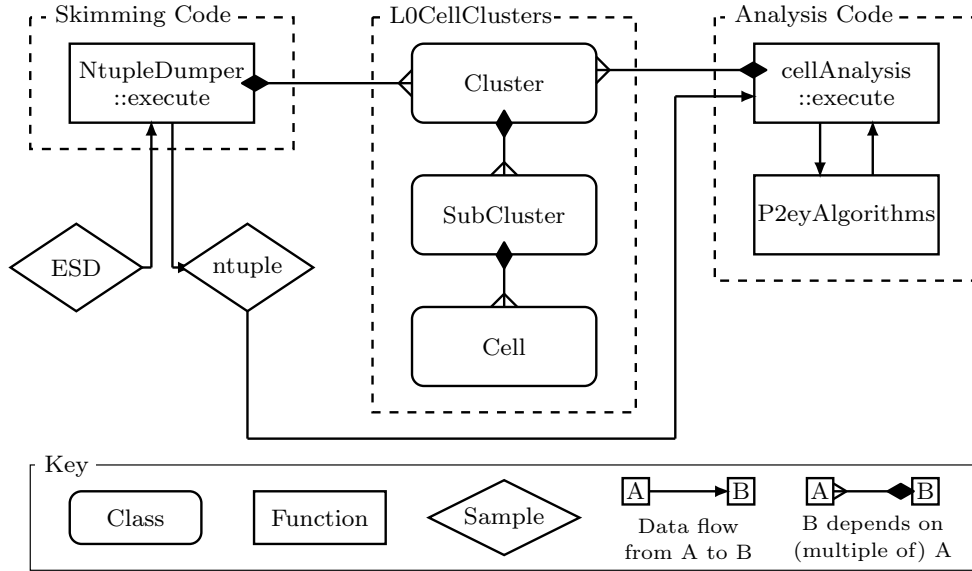 Skimming Code
L0CellClusters
Analysis Code
NtupleDumper
::execute
Cluster
cellAnalysis
::execute
SubCluster
P2eyAlgorithms
ESD
ntuple
Cell
Key
Class
Function
Sample
A
B
Data flow
from A to B
A
B
B depends on
(multiple of) A